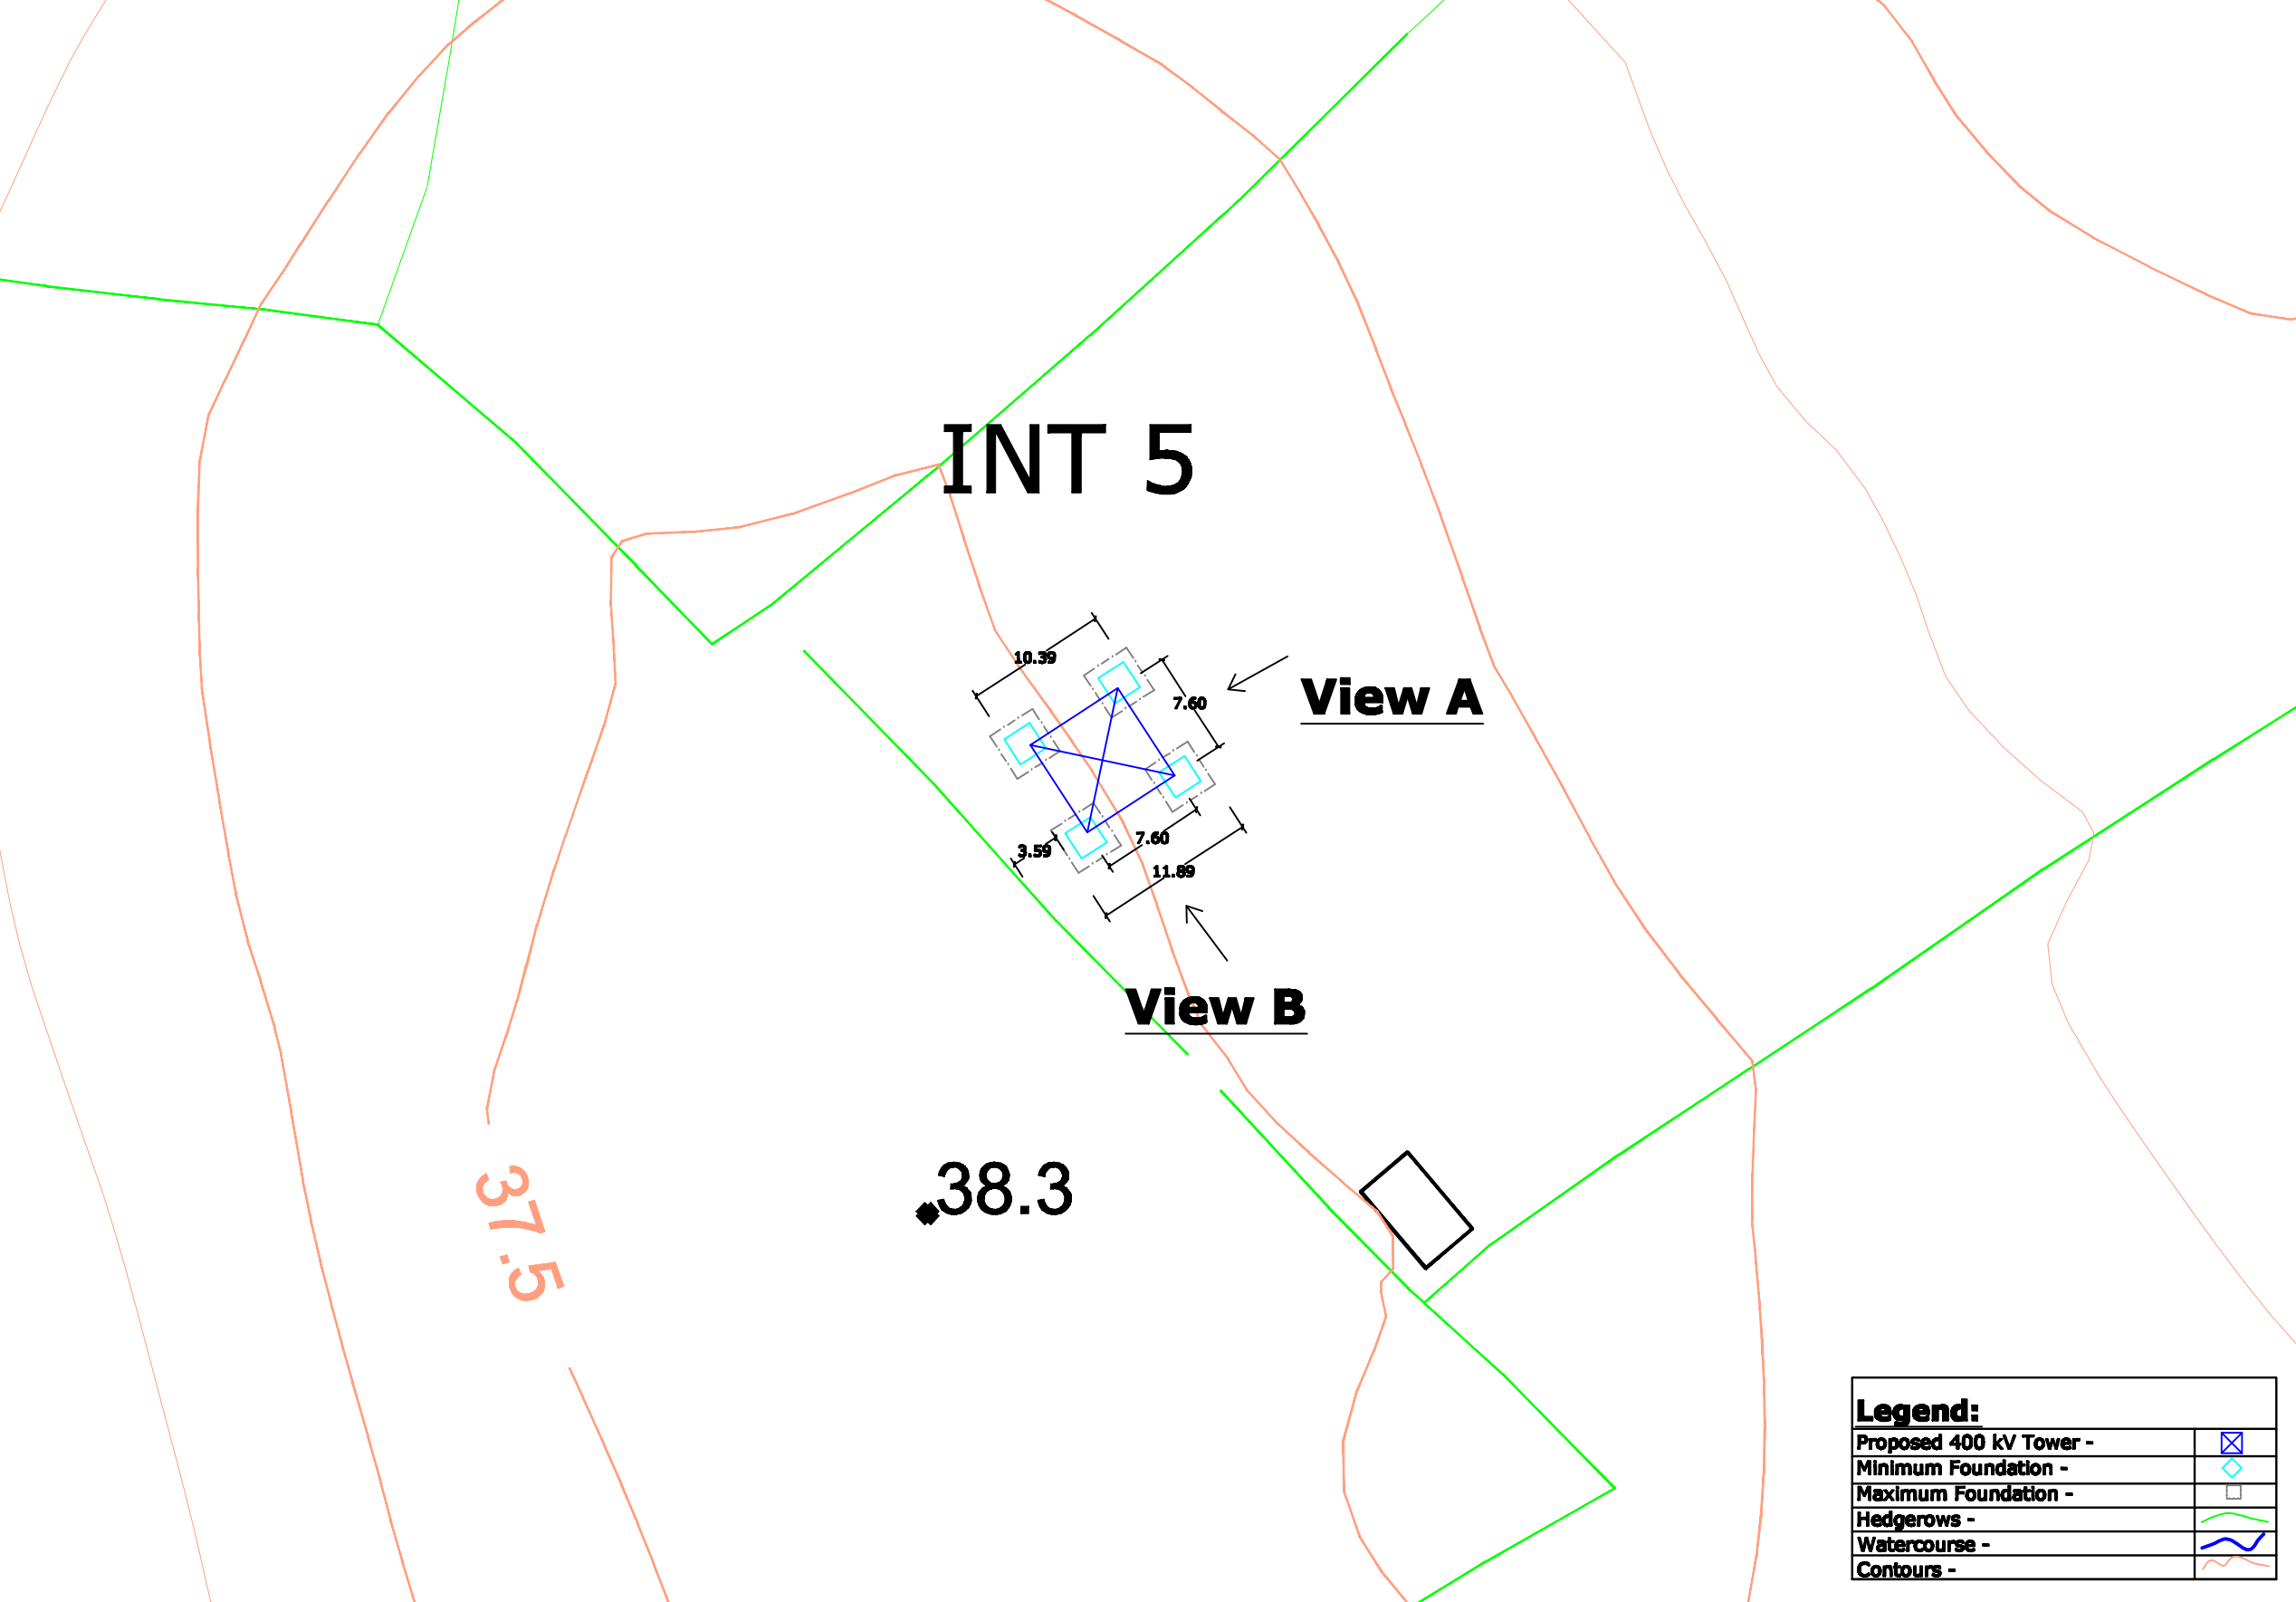 INT 5
10.39
7.60
View A
7.60
3.59
11.89
View B
38.3
37.5
Legend:
Proposed 400 kV Tower -
Minimum Foundation -
Maximum Foundation -
Hedgerows -
Watercourse -
Contours -